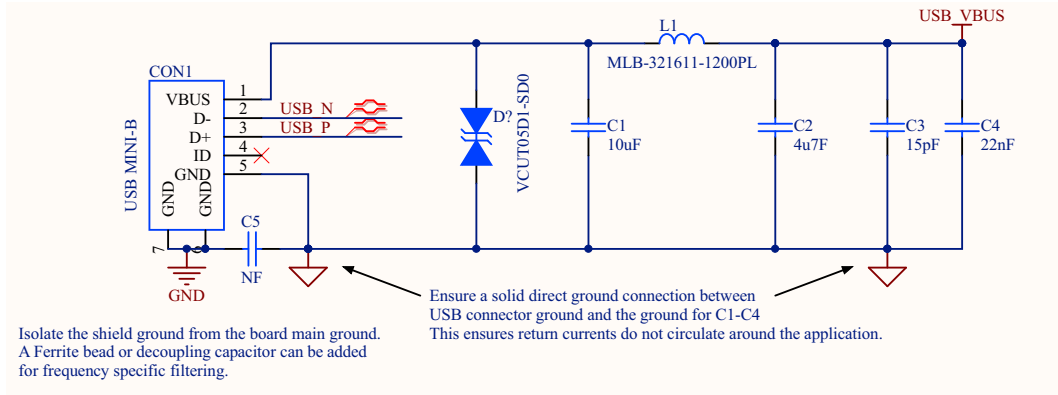 USB_VBUS
L1
MLB-321611-1200PL
CON1
VBUS 1
D- 2
D+ 3
ID 4
GND 5
USB_N
USB_P
USB MINI-B
GND
GND
7
D?
VCUT05D1-SD0
C1
10uF
C2
4u7F
C3
15pF
C4
22nF
C5
NF
GND
Ensure a solid direct ground connection between
USB connector ground and the ground for C1-C4
This ensures return currents do not circulate around the application.
Isolate the shield ground from the board main ground.
A Ferrite bead or decoupling capacitor can be added
for frequency specific filtering.